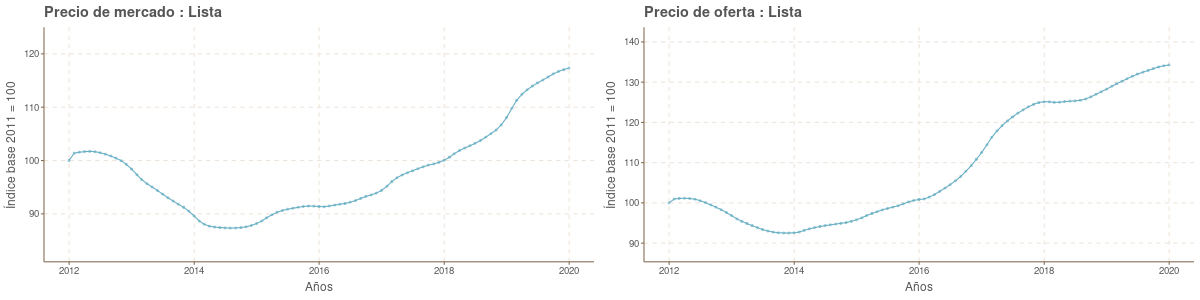 Precio de mercado : Lista
Índice base 2011 = 100
120
110
100
90
2012 2014 2016 2018 2020
Años
Precio de oferta : Lista
Índice base 2011 = 100
140
130
120
110
100
90
2012 2014 2016 2018 2020
Años